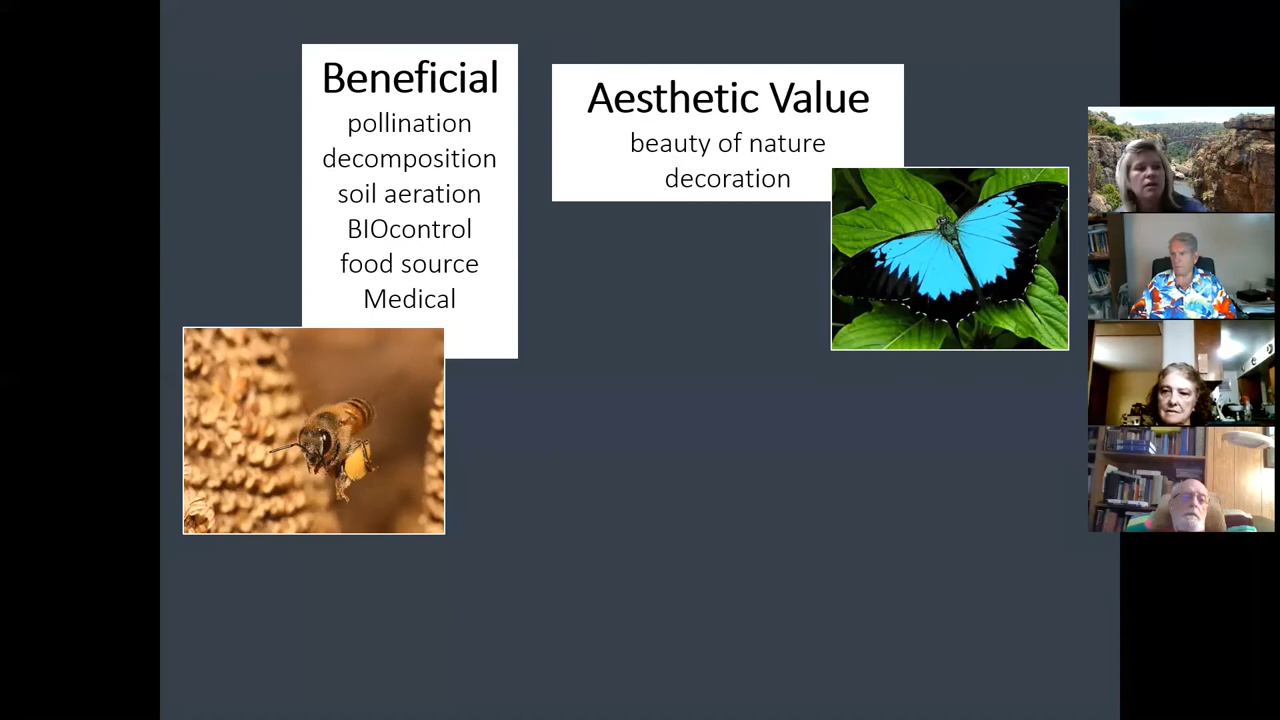 Beneficial
pollination
decomposition
soil aeration
BIOcontrol
food source
Medical
Aesthetic Value
beauty of nature
decoration